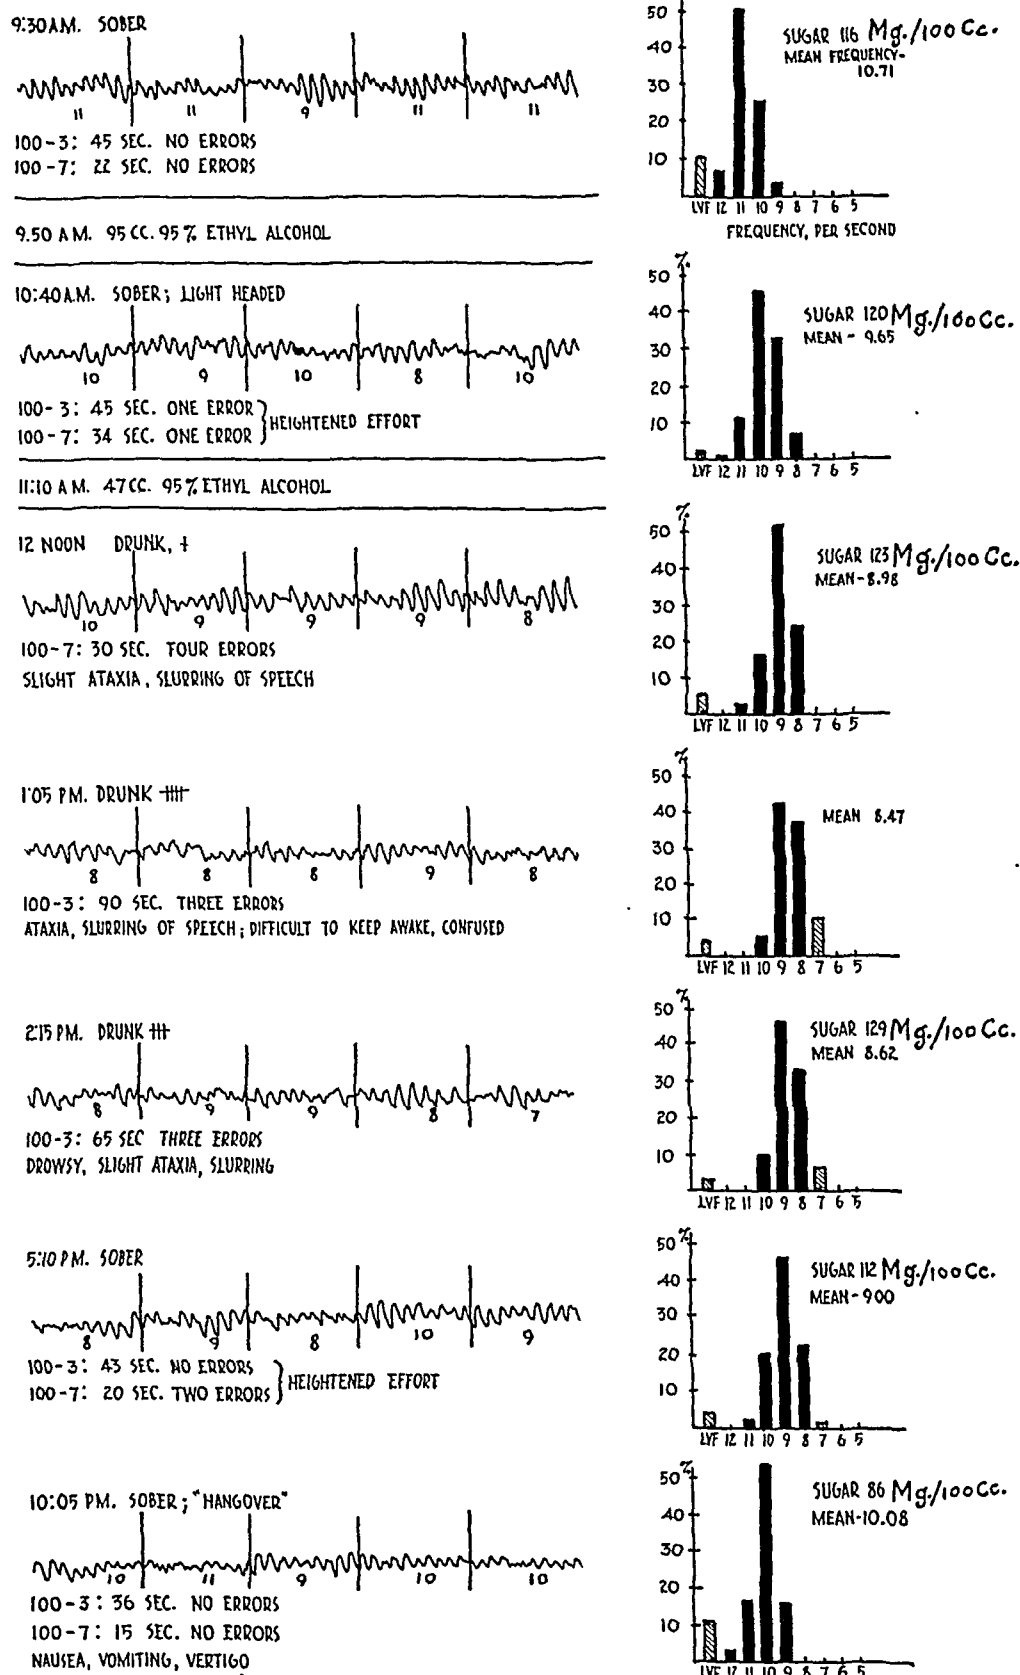 9:30 A.M. SOBER
11 11 9 11 11
100-3: 45 SEC. NO ERRORS
100-7: 22 SEC. NO ERRORS
50
40
30
20
10
SUGAR 116 Mg./100 Cc.
MEAN FREQUENCY-
10.71
LVF 12 11 10 9 8 7 6 5
FREQUENCY, PER SECOND
9.50 A M. 95 CC. 95 % ETHYL ALCOHOL
10:40 A.M. SOBER; LIGHT HEADED
10 9 10 8 10
100-3: 45 SEC. ONE ERROR
100-7: 34 SEC. ONE ERROR
HEIGHTENED EFFORT
%
50
40
30
20
10
SUGAR 120 Mg./100 Cc.
MEAN - 9.65
LVF 12 11 10 9 8 7 6 5
11:10 A M. 47 CC. 95 % ETHYL ALCOHOL
12 NOON DRUNK, +
10 9 9 9 8
100-7: 30 SEC. TOUR ERRORS
SLIGHT ATAXIA, SLURRING OF SPEECH
%
50
40
30
20
10
SUGAR 123 Mg./100 Cc.
MEAN-8.98
LVF 12 11 10 9 8 7 6 5
1:05 PM. DRUNK ++++
8 8 8 9 8
100-3: 90 SEC. THREE ERRORS
ATAXIA, SLURRING OF SPEECH; DIFFICULT TO KEEP AWAKE, CONFUSED
%
50
40
30
20
10
MEAN 8.47
LVF 12 11 10 9 8 7 6 5
2:15 PM. DRUNK +++
8 9 9 8 7
100-3: 65 SEC THREE ERRORS
DROWSY, SLIGHT ATAXIA, SLURRING
%
50
40
30
20
10
SUGAR 129 Mg./100 Cc.
MEAN 8.62
LVF 12 11 10 9 8 7 6 5
5:10 P M. SOBER
8 9 8 10 9
100-3: 43 SEC. NO ERRORS
100-7: 20 SEC. TWO ERRORS
HEIGHTENED EFFORT
%
50
40
30
20
10
SUGAR 112 Mg./100 Cc.
MEAN-900
LVF 12 11 10 9 8 7 6 5
10:05 PM. SOBER; "HANGOVER"
10 11 9 10 10
100-3: 36 SEC. NO ERRORS
100-7: 15 SEC. NO ERRORS
NAUSEA, VOMITING, VERTIGO
%
50
40
30
20
10
SUGAR 86 Mg./100 Cc.
MEAN-10.08
LVF 12 11 10 9 8 7 6 5